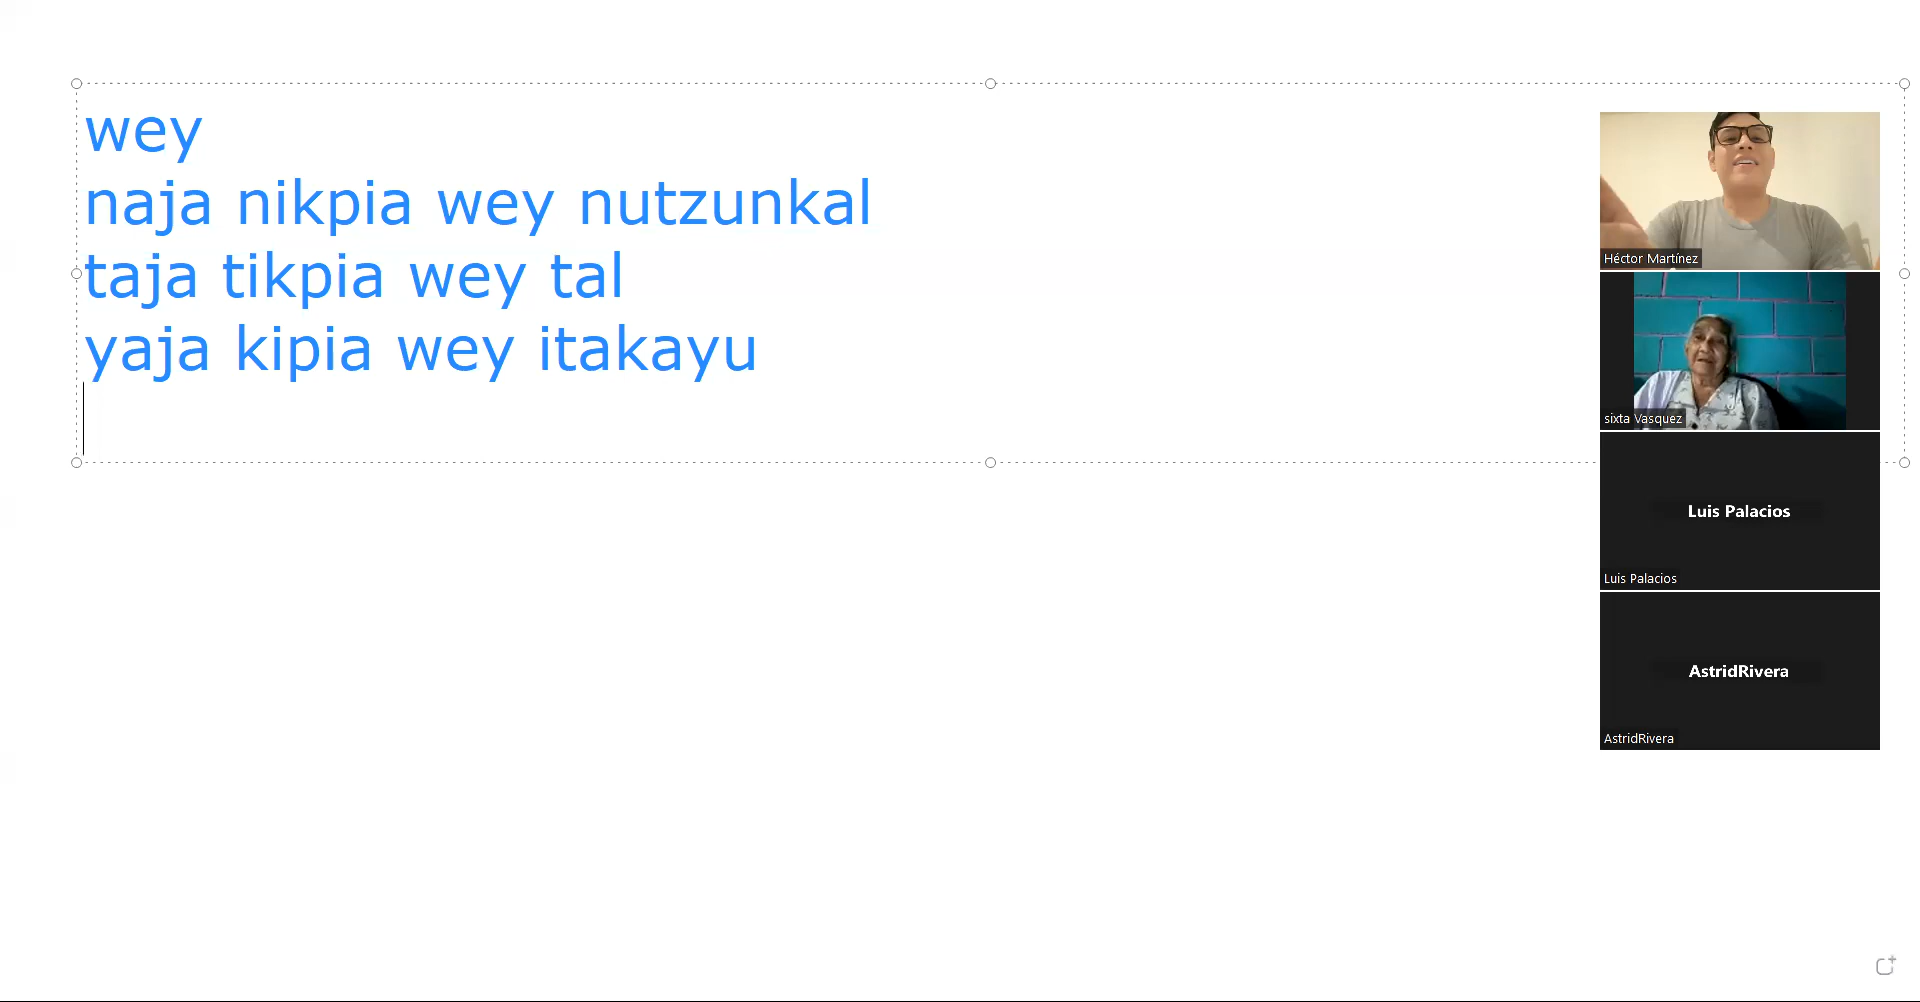 wey
naja nikpia wey nutzunkal
taja tikpia wey tal
yaja kipia wey itakayu
Héctor Martínez
sixta Vasquez
Luis Palacios
Luis Palacios
AstridRivera
AstridRivera